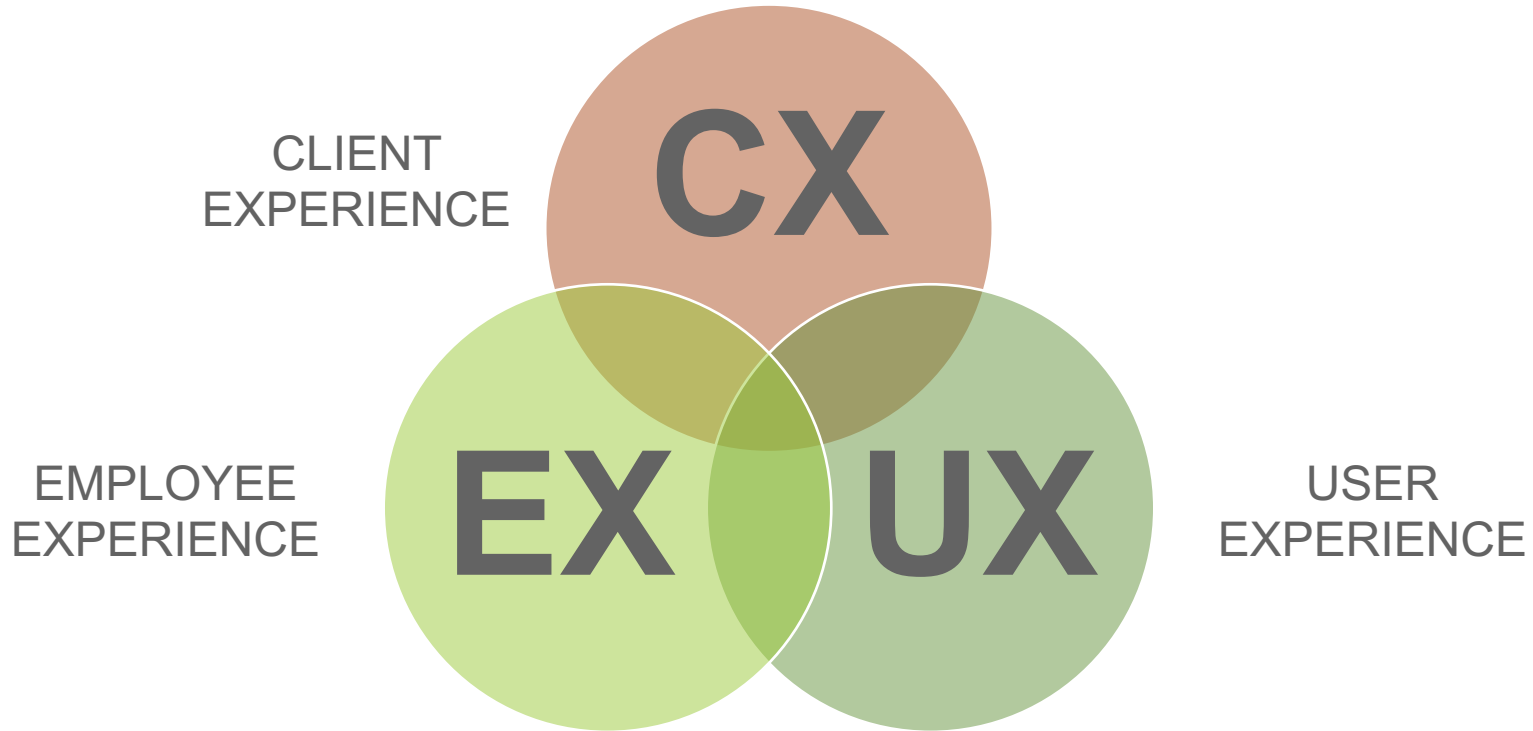 CX
CLIENT
EXPERIENCE
EX
EMPLOYEE
EXPERIENCE
UX
USER
EXPERIENCE